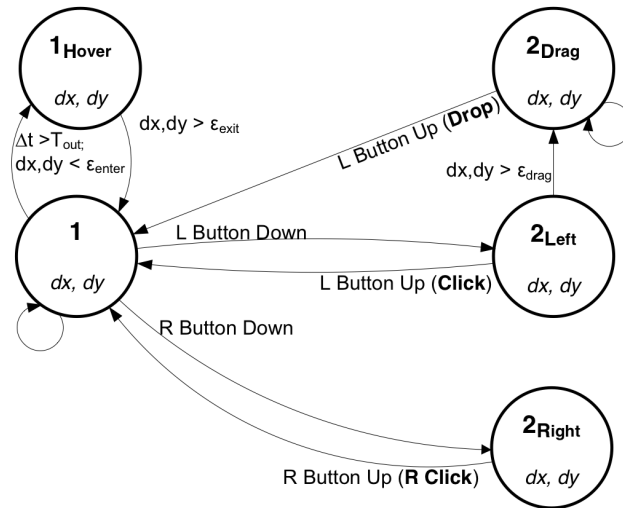 1Hover
dx, dy
2Drag
dx, dy
dx,dy > εexit
Δt >Tout;
dx,dy < εenter
L Button Up (Drop)
dx,dy > εdrag
1
dx, dy
L Button Down
2Left
dx, dy
L Button Up (Click)
R Button Down
2Right
dx, dy
R Button Up (R Click)